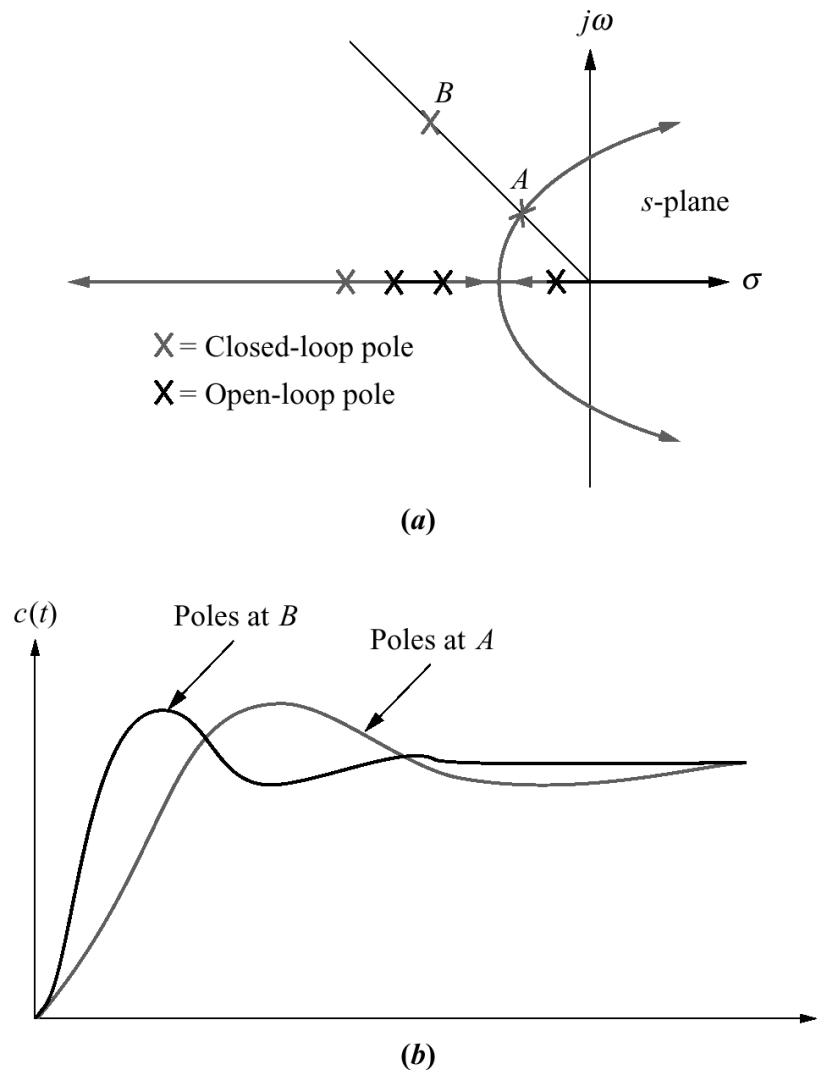 jω
B
A
s-plane
σ
X = Closed-loop pole
X = Open-loop pole
(a)
c(t)
Poles at B
Poles at A
(b)